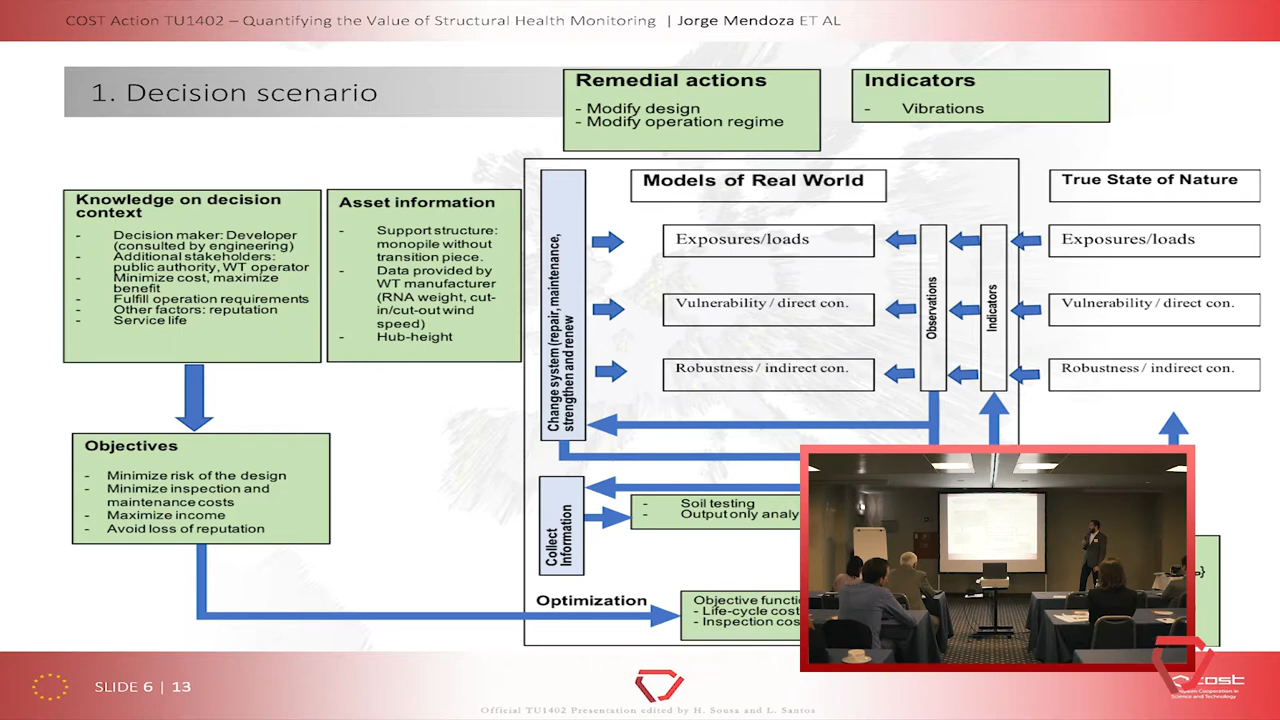 COST Action TU1402 – Quantifying the Value of Structural Health Monitoring | Jorge Mendoza ET AL
1. Decision scenario
Remedial actions
- Modify design
- Modify operation regime
Indicators
- Vibrations
Knowledge on decision
context
- Decision maker: Developer
(consulted by engineering)
- Additional stakeholders:
public authority, WT operator
- Minimize cost, maximize
benefit
- Fulfill operation requirements
- Other factors: reputation
- Service life
Asset information
- Support structure:
monopile without
transition piece.
- Data provided by
WT manufacturer
(RNA weight, cut-
in/cut-out wind
speed)
- Hub-height
Change system (repair, maintenance,
strengthen and renew
Models of Real World
Exposures/loads
Vulnerability / direct con.
Robustness / indirect con.
Observations
Indicators
True State of Nature
Exposures/loads
Vulnerability / direct con.
Robustness / indirect con.
Objectives
- Minimize risk of the design
- Minimize inspection and
maintenance costs
- Maximize income
- Avoid loss of reputation
Collect
Information
- Soil testing
- Output only analy
Optimization
Objective functi
- Life-cycle cost
- Inspection cos
SLIDE 6 | 13
cost
European Cooperation in
Science and Technology
Official TU1402 Presentation edited by H. Sousa and L. Santos